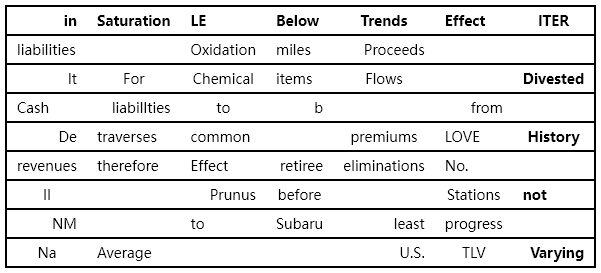 in Saturation LE Below Trends Effect ITER
liabilities Oxidation miles Proceeds
It For Chemical items Flows Divested
Cash liabilIties to b from
De traverses common premiums LOVE History
revenues therefore Effect retiree eliminations No.
II Prunus before Stations not
NM to Subaru least progress
Na Average U.S. TLV Varying